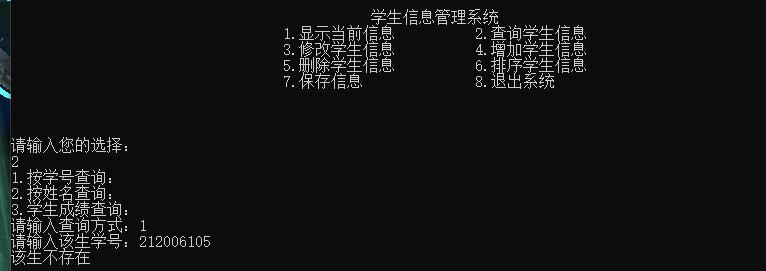 学生信息管理系统
1.显示当前信息 2.查询学生信息
3.修改学生信息 4.增加学生信息
5.删除学生信息 6.排序学生信息
7.保存信息 8.退出系统
请输入您的选择：
2
1.按学号查询：
2.按姓名查询：
3.学生成绩查询：
请输入查询方式：1
请输入该生学号：212006105
该生不存在